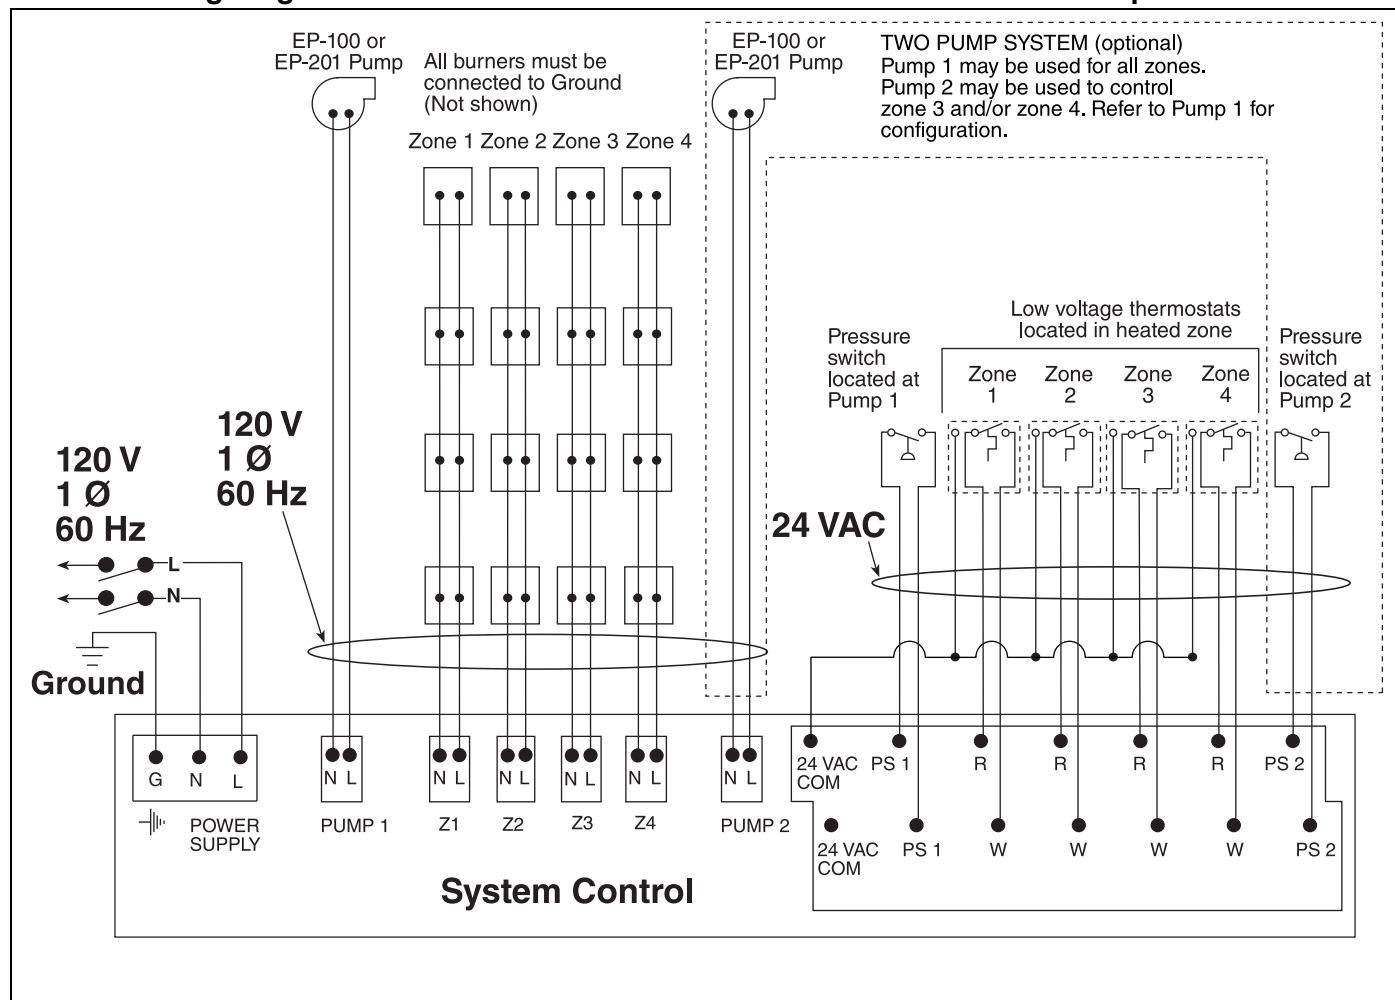 EP-100 or
EP-201 Pump
All burners must be
connected to Ground
(Not shown)
EP-100 or
EP-201 Pump
TWO PUMP SYSTEM (optional)
Pump 1 may be used for all zones.
Pump 2 may be used to control
zone 3 and/or zone 4. Refer to Pump 1 for
configuration.
Zone 1 Zone 2 Zone 3 Zone 4
Low voltage thermostats
located in heated zone
Pressure
switch
located at
Pump 1
Zone
1
Zone
2
Zone
3
Zone
4
Pressure
switch
located at
Pump 2
120 V
1 Ø
60 Hz
120 V
1 Ø
60 Hz
24 VAC
L
N
Ground
G N L
N L
N L
N L
N L
N L
N L
24 VAC
COM
PS 1
R
R
R
R
PS 2
POWER
SUPPLY
PUMP 1
Z1
Z2
Z3
Z4
PUMP 2
24 VAC
COM
PS 1
W
W
W
W
PS 2
System Control